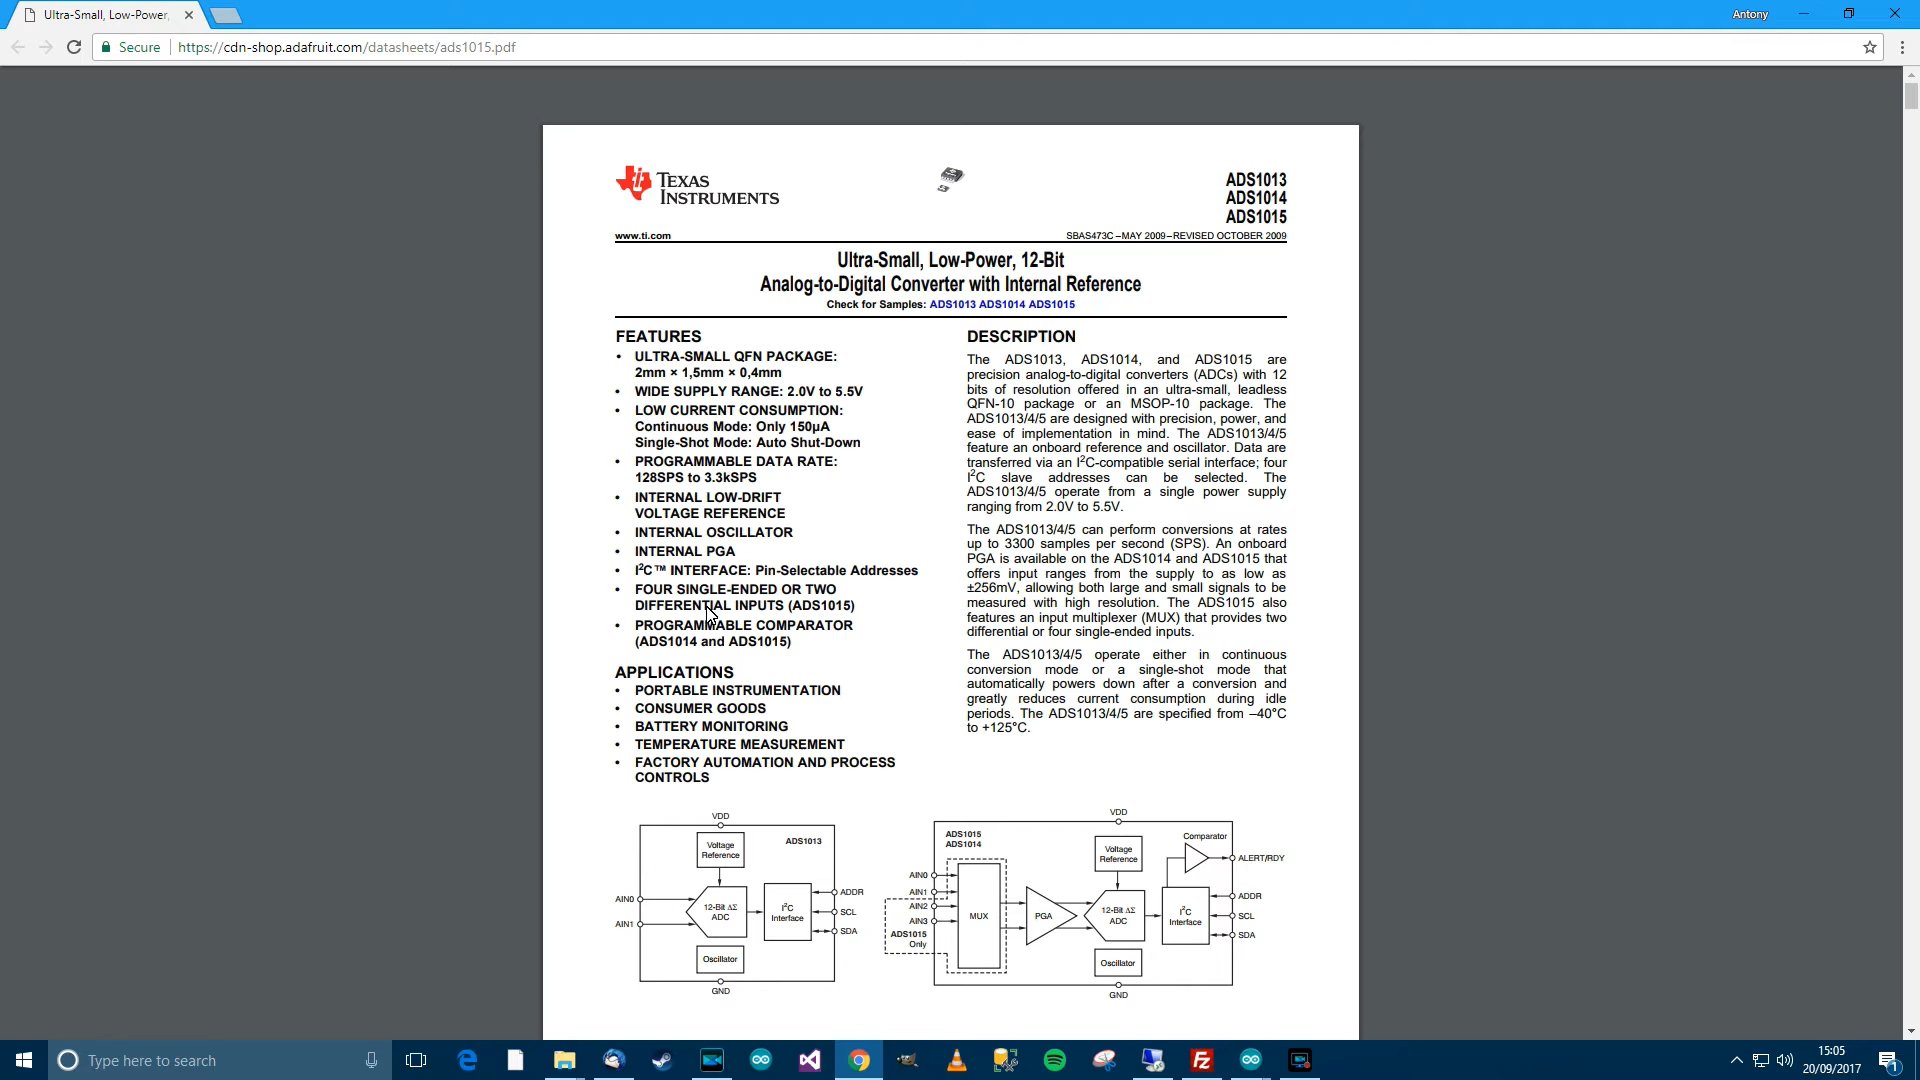 Ultra-Small, Low-Power,
Antony
Secure
https://cdn-shop.adafruit.com/datasheets/ads1015.pdf
TEXAS
INSTRUMENTS
ADS1013
ADS1014
ADS1015
www.ti.com
SBAS473C – MAY 2009 – REVISED OCTOBER 2009
Ultra-Small, Low-Power, 12-Bit
Analog-to-Digital Converter with Internal Reference
Check for Samples: ADS1013 ADS1014 ADS1015
FEATURES
• ULTRA-SMALL QFN PACKAGE:
2mm × 1,5mm × 0,4mm
• WIDE SUPPLY RANGE: 2.0V to 5.5V
• LOW CURRENT CONSUMPTION:
Continuous Mode: Only 150µA
Single-Shot Mode: Auto Shut-Down
• PROGRAMMABLE DATA RATE:
128SPS to 3.3kSPS
• INTERNAL LOW-DRIFT
VOLTAGE REFERENCE
• INTERNAL OSCILLATOR
• INTERNAL PGA
• I²C™ INTERFACE: Pin-Selectable Addresses
• FOUR SINGLE-ENDED OR TWO
DIFFERENTIAL INPUTS (ADS1015)
• PROGRAMMABLE COMPARATOR
(ADS1014 and ADS1015)
APPLICATIONS
• PORTABLE INSTRUMENTATION
• CONSUMER GOODS
• BATTERY MONITORING
• TEMPERATURE MEASUREMENT
• FACTORY AUTOMATION AND PROCESS
CONTROLS
DESCRIPTION
The ADS1013, ADS1014, and ADS1015 are
precision analog-to-digital converters (ADCs) with 12
bits of resolution offered in an ultra-small, leadless
QFN-10 package or an MSOP-10 package. The
ADS1013/4/5 are designed with precision, power, and
ease of implementation in mind. The ADS1013/4/5
feature an onboard reference and oscillator. Data are
transferred via an I²C-compatible serial interface; four
I²C slave addresses can be selected. The
ADS1013/4/5 operate from a single power supply
ranging from 2.0V to 5.5V.
The ADS1013/4/5 can perform conversions at rates
up to 3300 samples per second (SPS). An onboard
PGA is available on the ADS1014 and ADS1015 that
offers input ranges from the supply to as low as
±256mV, allowing both large and small signals to be
measured with high resolution. The ADS1015 also
features an input multiplexer (MUX) that provides two
differential or four single-ended inputs.
The ADS1013/4/5 operate either in continuous
conversion mode or a single-shot mode that
automatically powers down after a conversion and
greatly reduces current consumption during idle
periods. The ADS1013/4/5 are specified from –40°C
to +125°C.
VDD
ADS1013
Voltage
Reference
AIN0
AIN1
12-Bit ΔΣ
ADC
I²C
Interface
ADDR
SCL
SDA
Oscillator
GND
VDD
ADS1015
ADS1014
Voltage
Reference
Comparator
ALERT/RDY
AIN0
AIN1
AIN2
AIN3
ADS1015
Only
MUX
PGA
12-Bit ΔΣ
ADC
I²C
Interface
ADDR
SCL
SDA
Oscillator
GND
Type here to search
Fz
15:05
20/09/2017
1